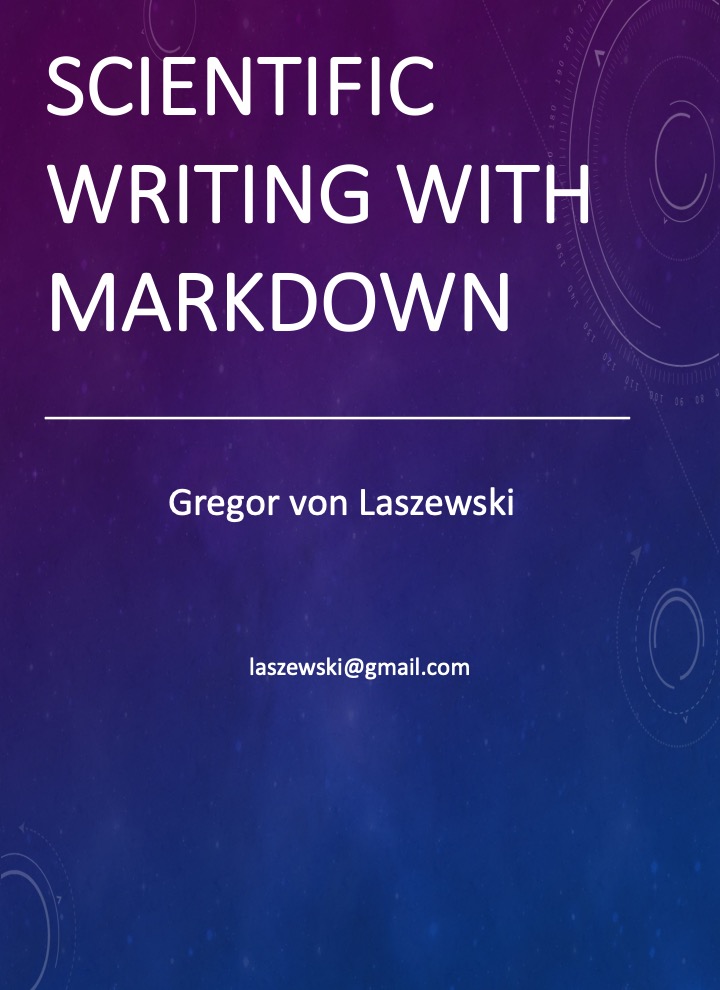 SCIENTIFIC
WRITING WITH
MARKDOWN
Gregor von Laszewski
laszewski@gmail.com